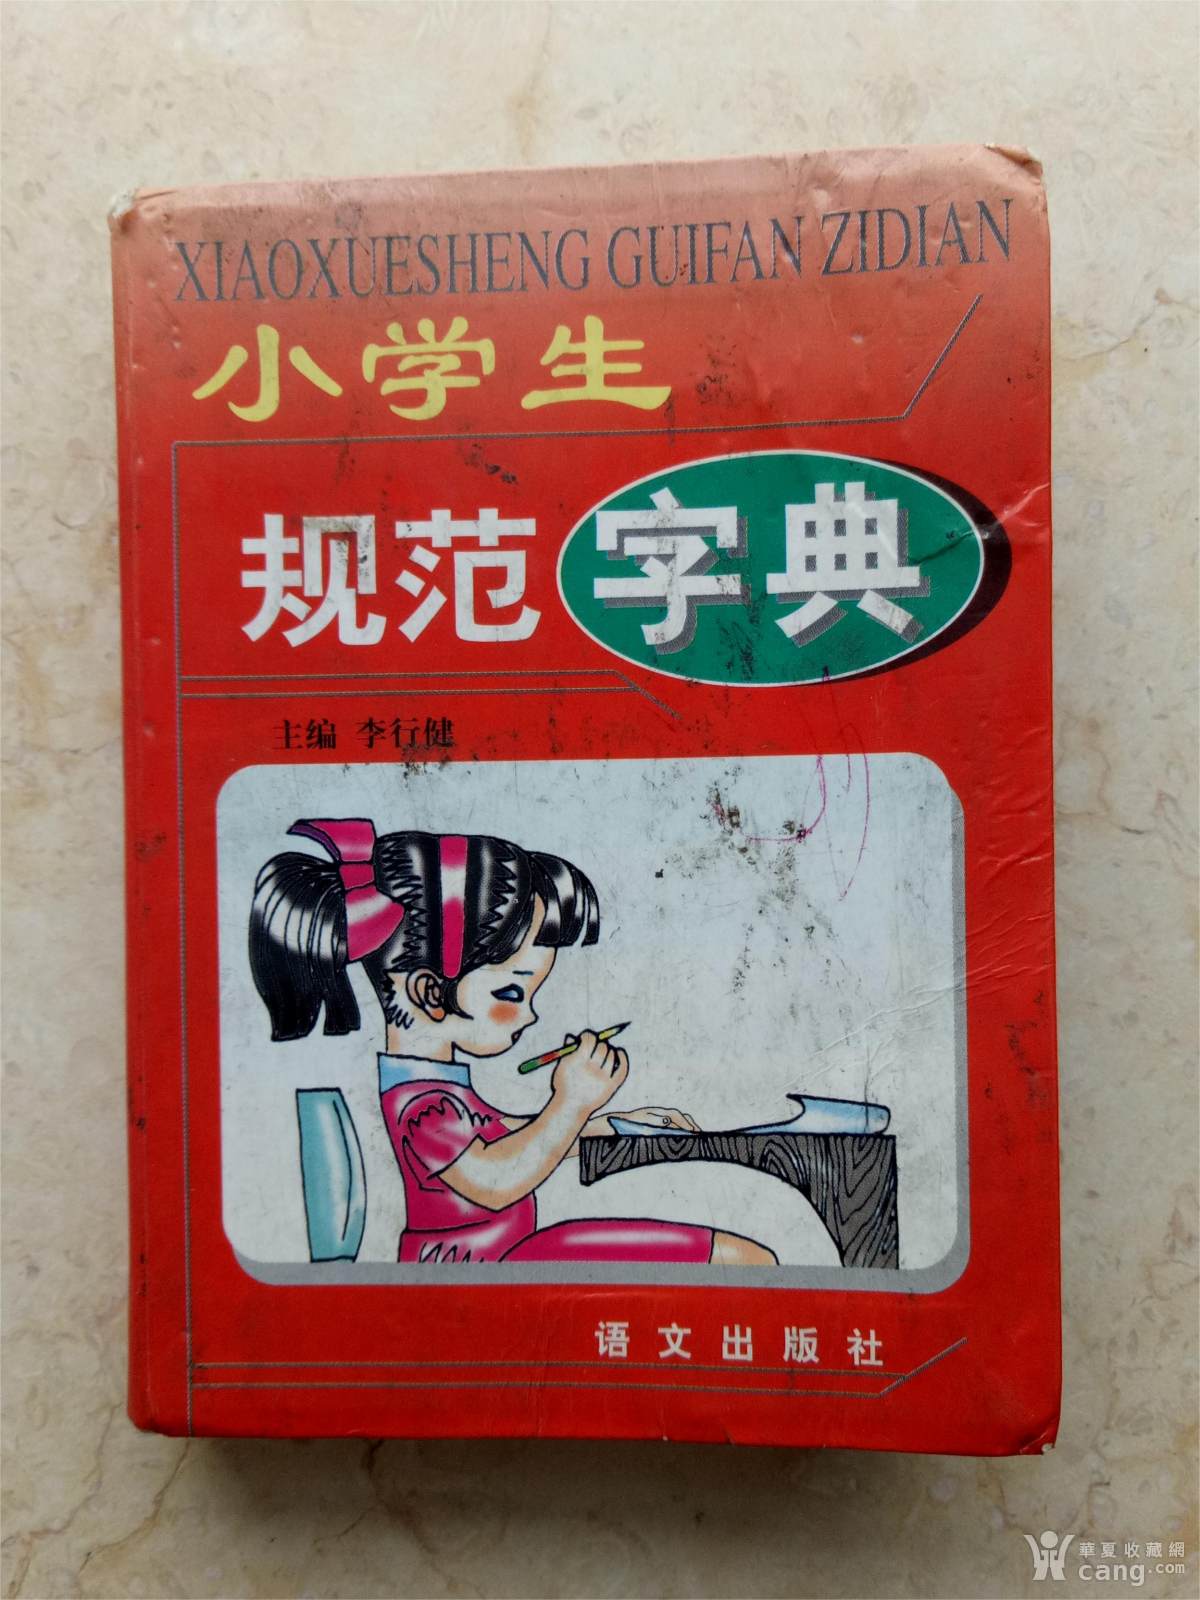 XIAOXUESHENG GUIFAN ZIDIAN
小学生
规范字典
主编 李行健
语文出版社
華夏收藏網
cang.com